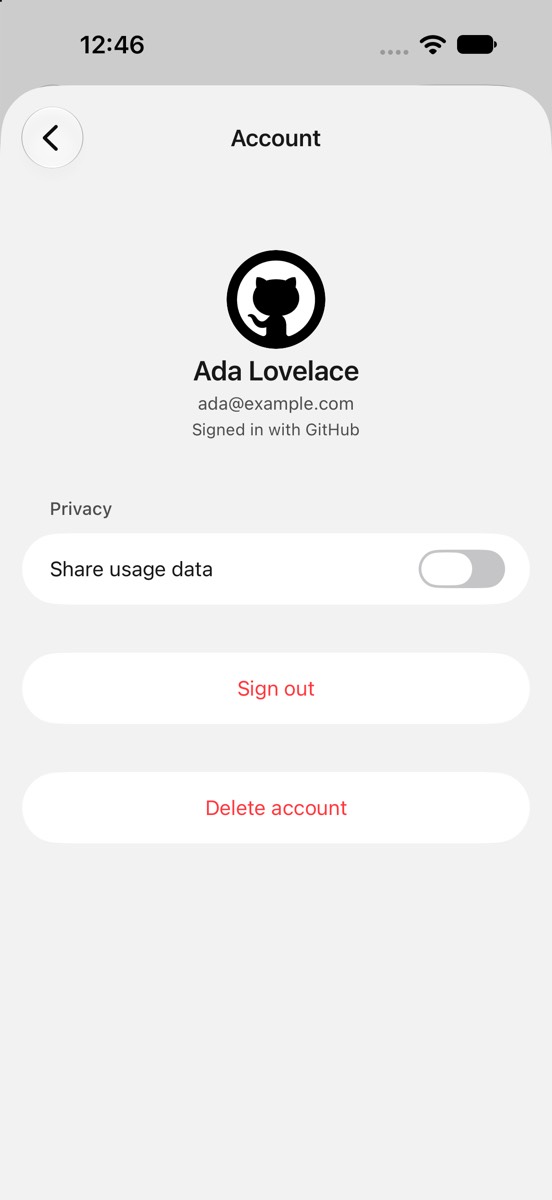 12:46
Account
Ada Lovelace
ada@example.com
Signed in with GitHub
Privacy
Share usage data
Sign out
Delete account